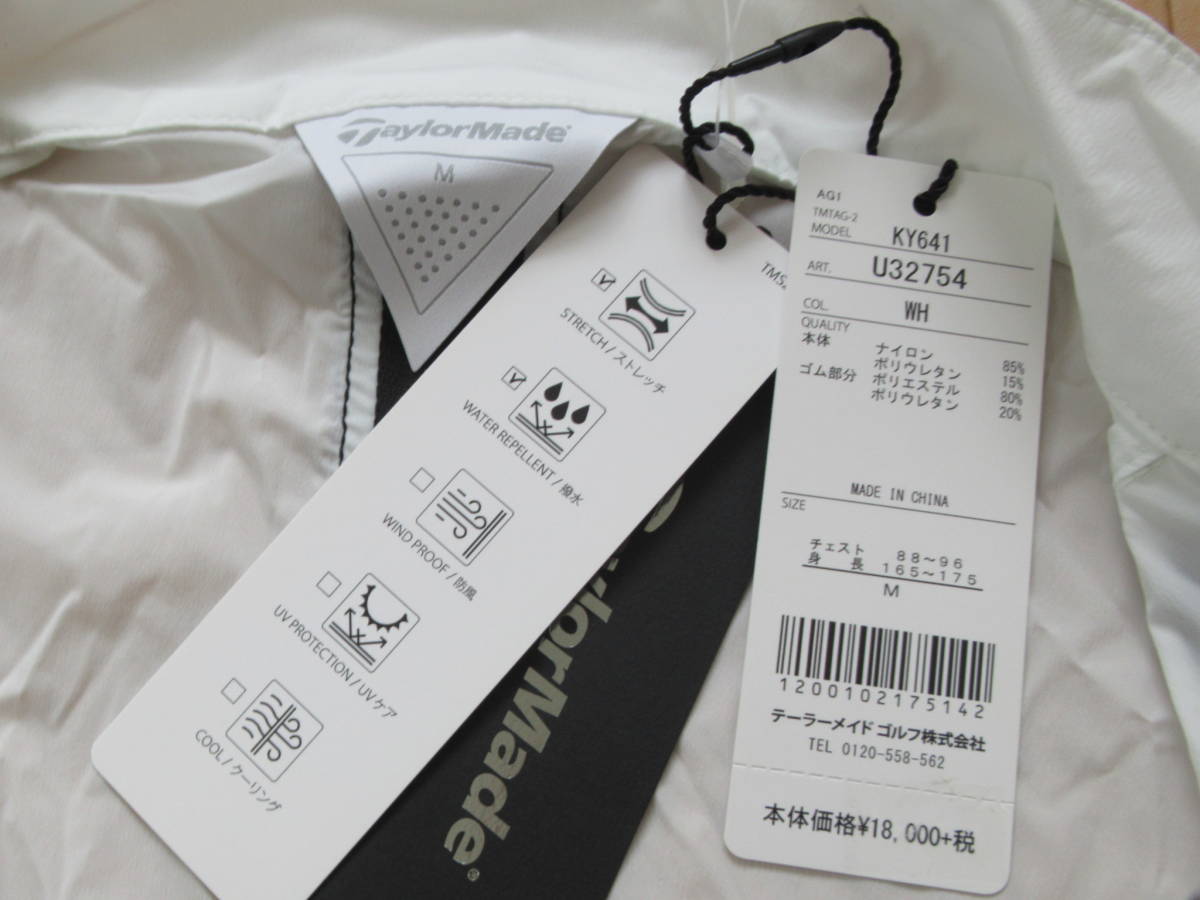 TaylorMade
M
STRETCH / ストレッチ
WATER REPELLENT / 撥水
WIND PROOF / 防風
UV PROTECTION / UVケア
COOL / クーリング
aylorMade®
AG1
TMTAG-2
MODEL KY641
ART. U32754
COL. WH
QUALITY
本体 ナイロン 85%
ポリウレタン 15%
ゴム部分 ポリエステル 80%
ポリウレタン 20%
MADE IN CHINA
SIZE
チェスト 88~96
身長 165~175
M
1200102175142
テーラーメイド ゴルフ株式会社
TEL 0120-558-562
本体価格¥18,000+税